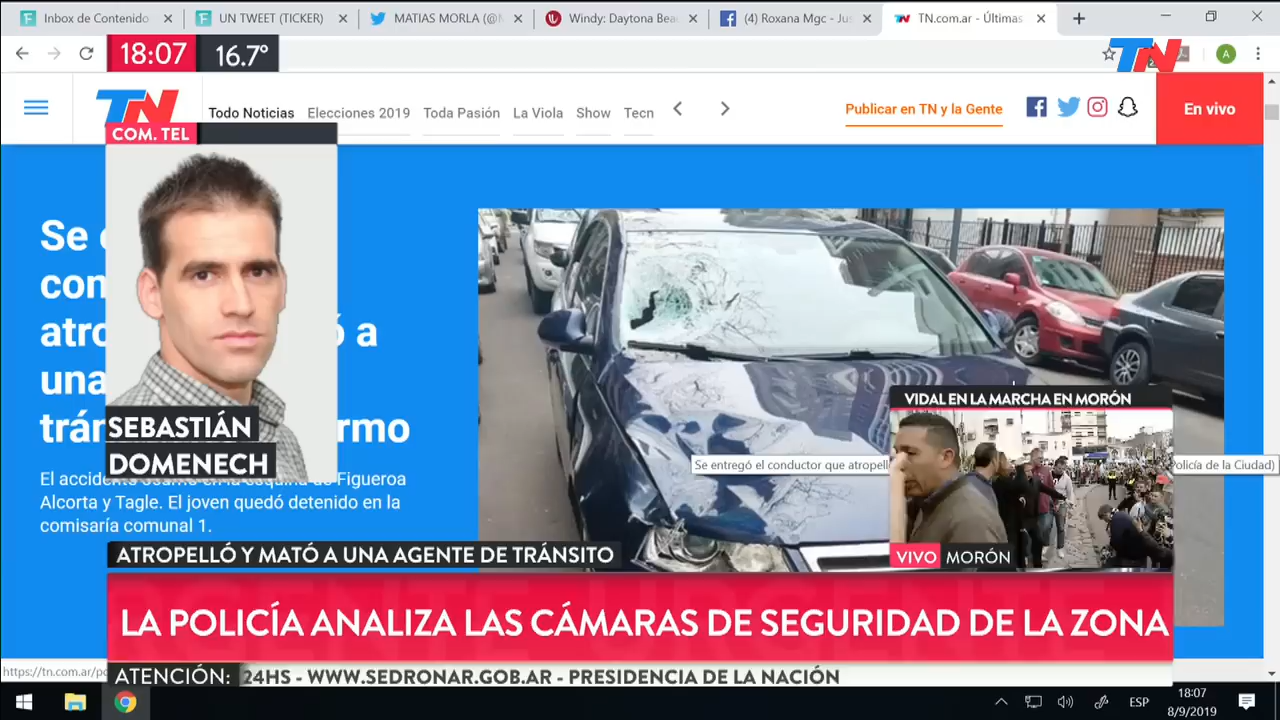 Inbox de Contenido
UN TWEET (TICKER)
MATIAS MORLA (@M
Windy: Daytona Bea
(4) Roxana Mgc - Jus
TN.com.ar - Últimas
18:07
16.7°
TN
A
TN
Todo Noticias
Elecciones 2019
Toda Pasión
La Viola
Show
Tecn
Publicar en TN y la Gente
En vivo
COM. TEL
Se
con
atro
ó a
una
trán
rmo
SEBASTIÁN
DOMENECH
El accid
Figueroa
Alcorta y Tagle. El joven quedó detenido en la
comisaría comunal 1.
VIDAL EN LA MARCHA EN MORÓN
Se entregó el conductor que atropell
Policía de la Ciudad)
VIVO MORÓN
ATROPELLÓ Y MATÓ A UNA AGENTE DE TRÁNSITO
LA POLICÍA ANALIZA LAS CÁMARAS DE SEGURIDAD DE LA ZONA
https://tn.com.ar/po
ATENCIÓN:
24HS - WWW.SEDRONAR.GOB.AR - PRESIDENCIA DE LA NACIÓN
ESP
18:07
8/9/2019